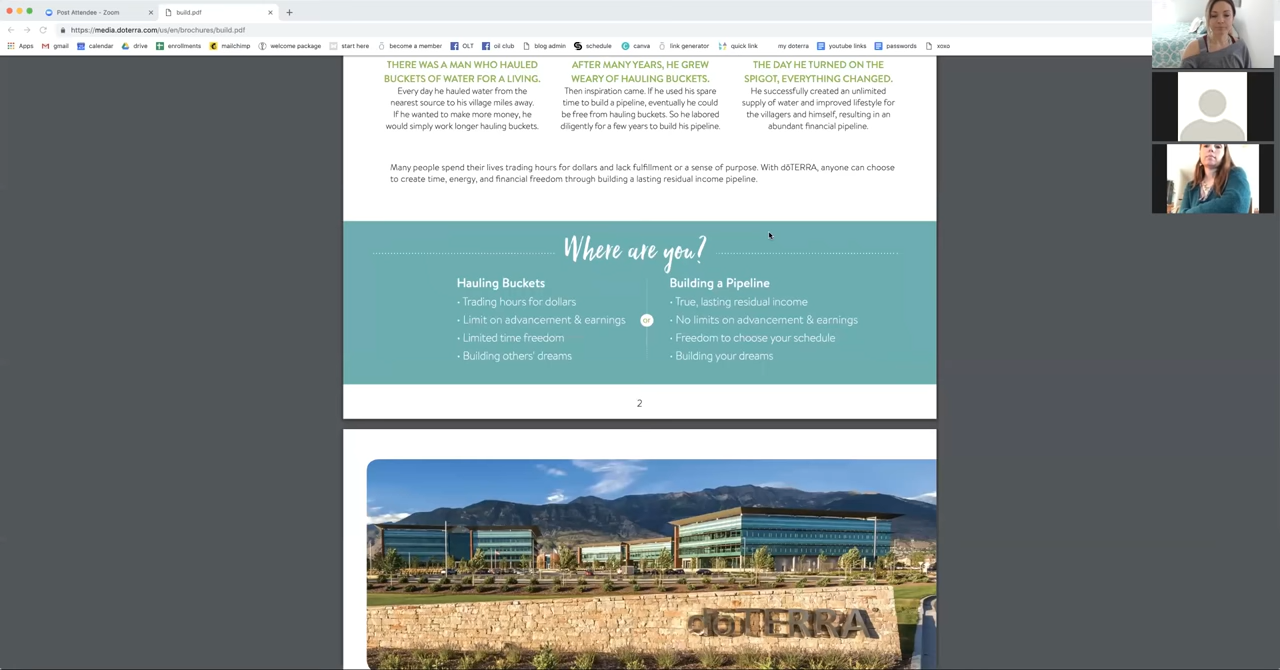 Post Attendee - Zoom
build.pdf
https://media.doterra.com/us/en/brochures/build.pdf
Apps gmail calendar drive enrollments mailchimp welcome package start here become a member OLT oil club blog admin schedule canva link generator quick link my doterra youtube links passwords xoxo
THERE WAS A MAN WHO HAULED
BUCKETS OF WATER FOR A LIVING.
Every day he hauled water from the
nearest source to his village miles away.
If he wanted to make more money, he
would simply work longer hauling buckets.
AFTER MANY YEARS, HE GREW
WEARY OF HAULING BUCKETS.
Then inspiration came. If he used his spare
time to build a pipeline, eventually he could
be free from hauling buckets. So he labored
diligently for a few years to build his pipeline.
THE DAY HE TURNED ON THE
SPIGOT, EVERYTHING CHANGED.
He successfully created an unlimited
supply of water and improved lifestyle for
the villagers and himself, resulting in an
abundant financial pipeline.
Many people spend their lives trading hours for dollars and lack fulfillment or a sense of purpose. With dōTERRA, anyone can choose
to create time, energy, and financial freedom through building a lasting residual income pipeline.
Where are you?
Hauling Buckets
• Trading hours for dollars
• Limit on advancement & earnings
• Limited time freedom
• Building others' dreams
or
Building a Pipeline
• True, lasting residual income
• No limits on advancement & earnings
• Freedom to choose your schedule
• Building your dreams
2
dōTERRA